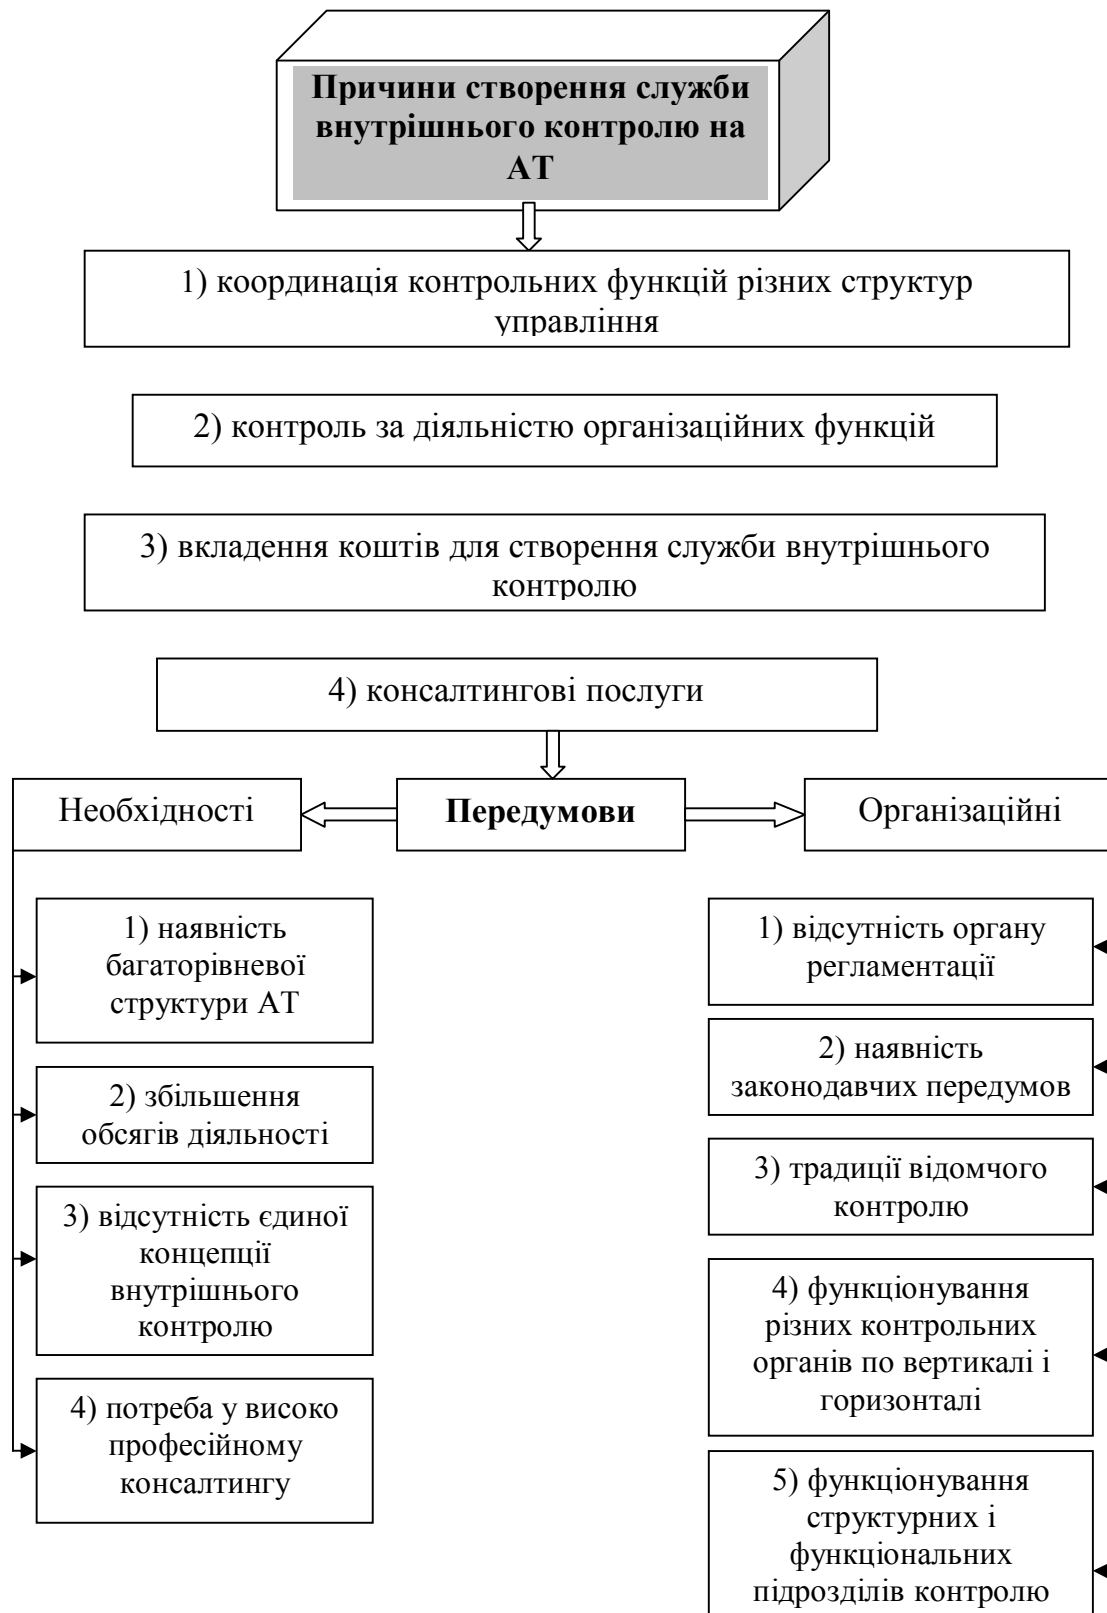 Причини створення служби
внутрішнього контролю на
АТ
1) координація контрольних функцій різних структур
управління
2) контроль за діяльністю організаційних функцій
3) вкладення коштів для створення служби внутрішнього
контролю
4) консалтингові послуги
Необхідності
Передумови
Організаційні
1) наявність
багаторівневої
структури АТ
2) збільшення
обсягів діяльності
3) відсутність єдиної
концепції
внутрішнього
контролю
4) потреба у високо
професійному
консалтингу
1) відсутність органу
регламентації
2) наявність
законодавчих передумов
3) традиції відомчого
контролю
4) функціонування
різних контрольних
органів по вертикалі і
горизонталі
5) функціонування
структурних і
функціональних
підрозділів контролю